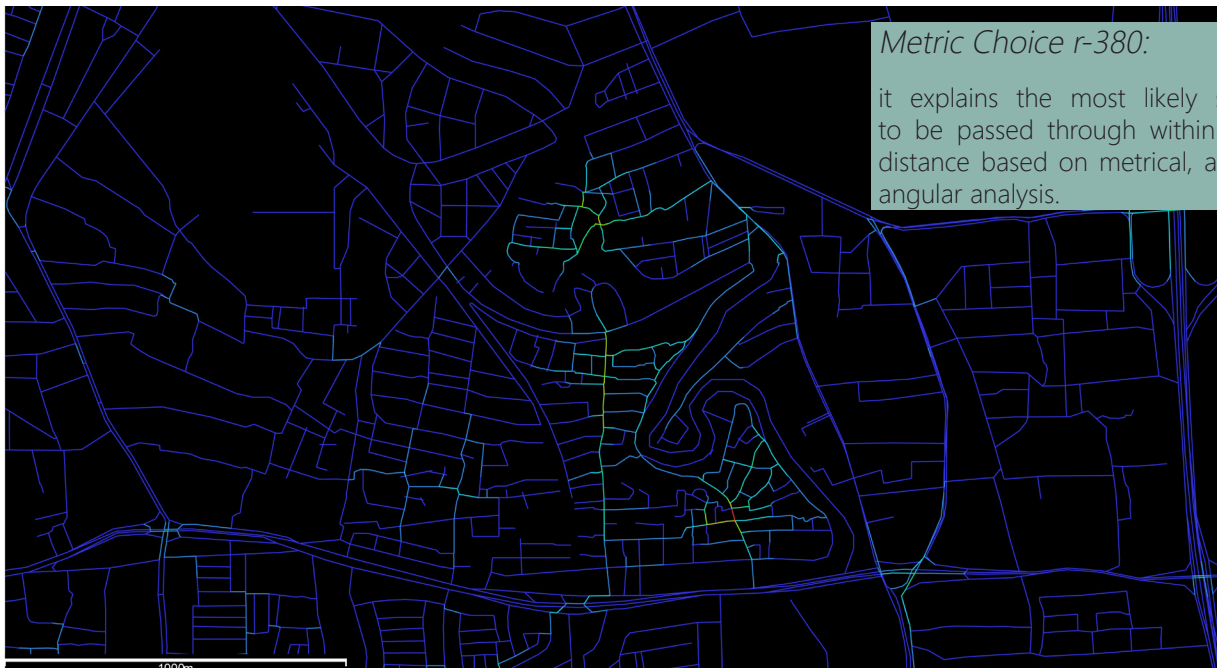 Metric Choice r-380:
it explains the most likely
to be passed through within
distance based on metrical,
angular analysis.
1000m